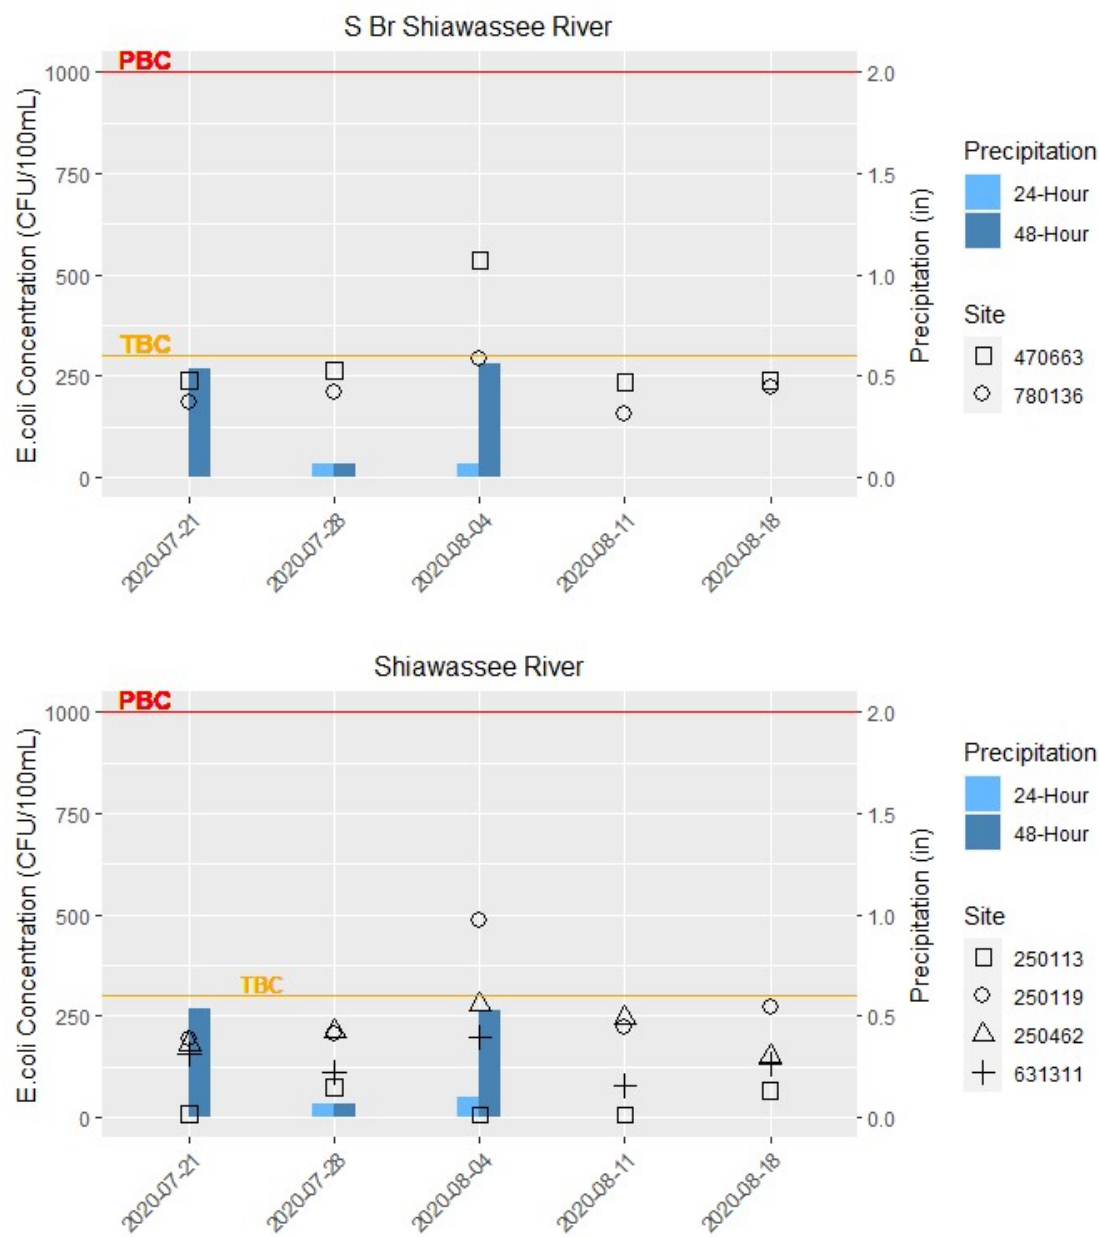 S Br Shiawassee River
PBC
1000
750
500
250
0
TBC
E.coli Concentration (CFU/100mL)
2.0
1.5
1.0
0.5
0.0
Precipitation (in)
2020-07-21
2020-07-28
2020-08-04
2020-08-11
2020-08-18
Precipitation
24-Hour
48-Hour
Site
470663
780136
Shiawassee River
PBC
1000
750
500
250
0
TBC
E.coli Concentration (CFU/100mL)
2.0
1.5
1.0
0.5
0.0
Precipitation (in)
2020-07-21
2020-07-28
2020-08-04
2020-08-11
2020-08-18
Precipitation
24-Hour
48-Hour
Site
250113
250119
250462
631311